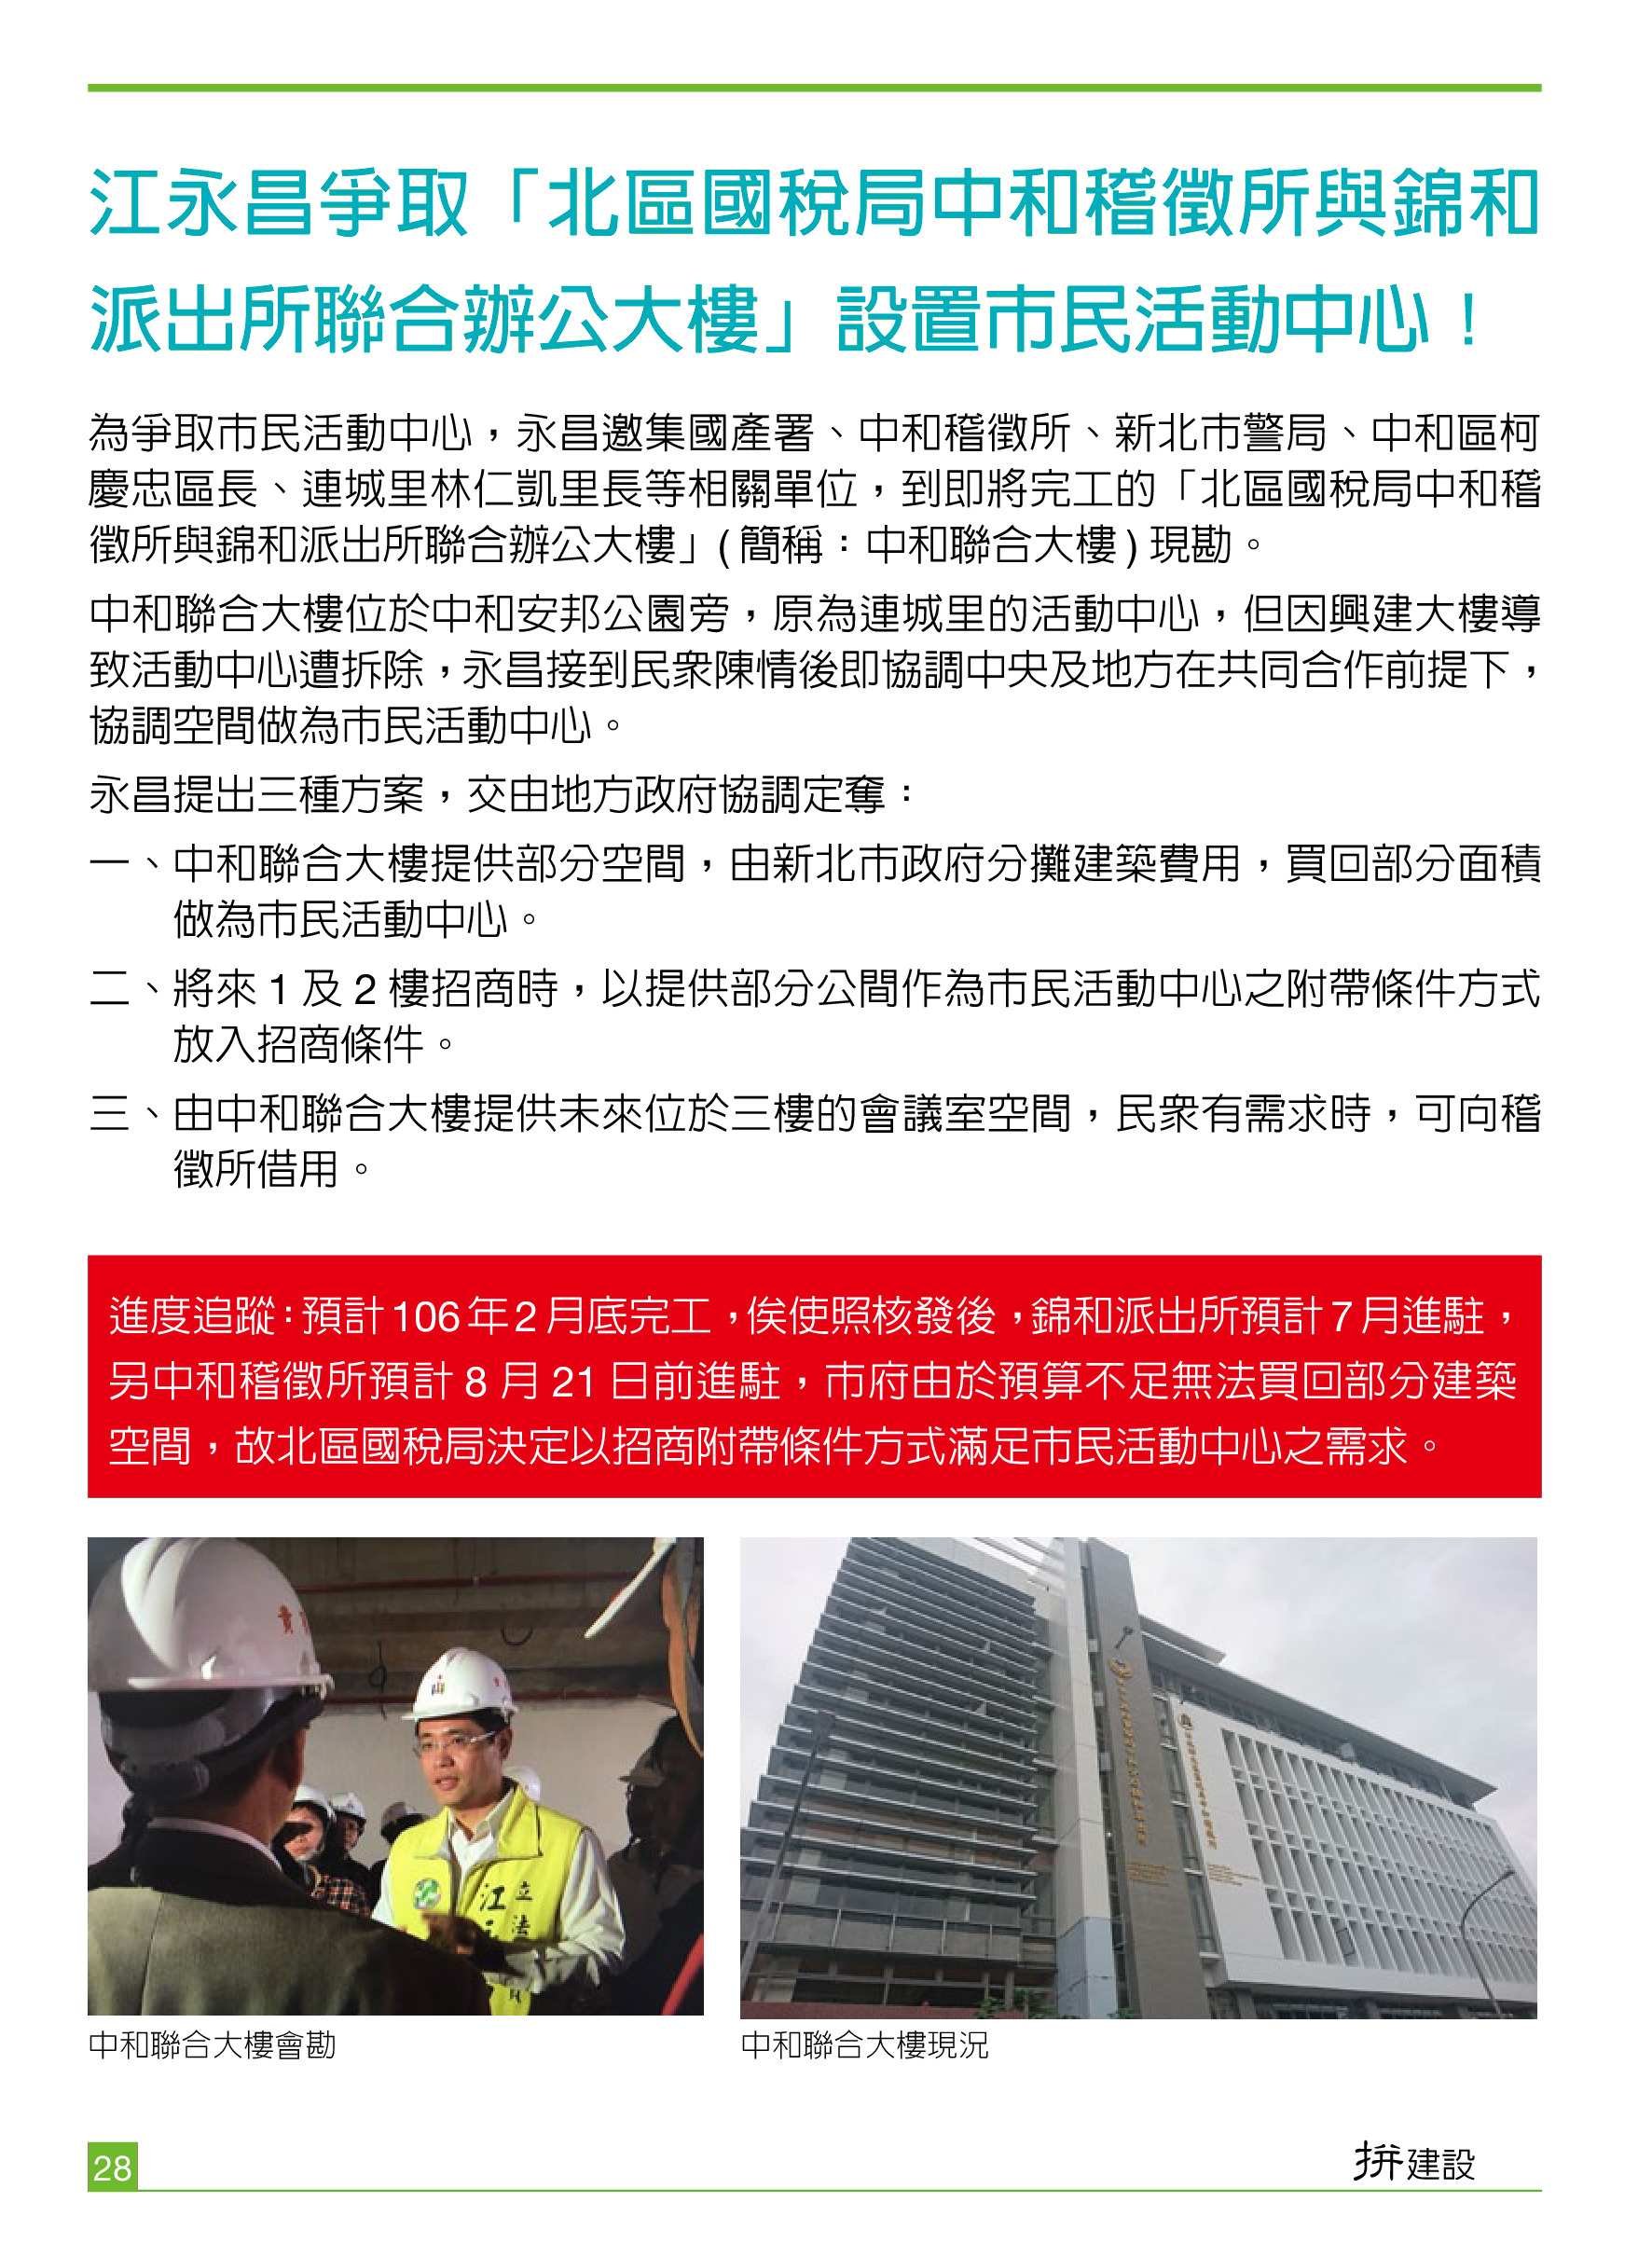 江永昌爭取「北區國稅局中和稽徵所與錦和
派出所聯合辦公大樓」設置市民活動中心！
為爭取市民活動中心，永昌邀集國產署、中和稽徵所、新北市警局、中和區柯
慶忠區長、連城里林仁凱里長等相關單位，到即將完工的「北區國稅局中和稽
徵所與錦和派出所聯合辦公大樓」(簡稱：中和聯合大樓) 現勘。
中和聯合大樓位於中和安邦公園旁，原為連城里的活動中心，但因興建大樓導
致活動中心遭拆除，永昌接到民眾陳情後即協調中央及地方在共同合作前提下，
協調空間做為市民活動中心。
永昌提出三種方案，交由地方政府協調定奪：
一、中和聯合大樓提供部分空間，由新北市政府分攤建築費用，買回部分面積
做為市民活動中心。
二、將來 1 及 2 樓招商時，以提供部分公間作為市民活動中心之附帶條件方式
放入招商條件。
三、由中和聯合大樓提供未來位於三樓的會議室空間，民眾有需求時，可向稽
徵所借用。
進度追蹤：預計 106 年 2 月底完工，俟使照核發後，錦和派出所預計 7 月進駐，
另中和稽徵所預計 8 月 21 日前進駐，市府由於預算不足無法買回部分建築
空間，故北區國稅局決定以招商附帶條件方式滿足市民活動中心之需求。
江
立法
中和聯合大樓會勘
中和聯合大樓現況
28
拚建設